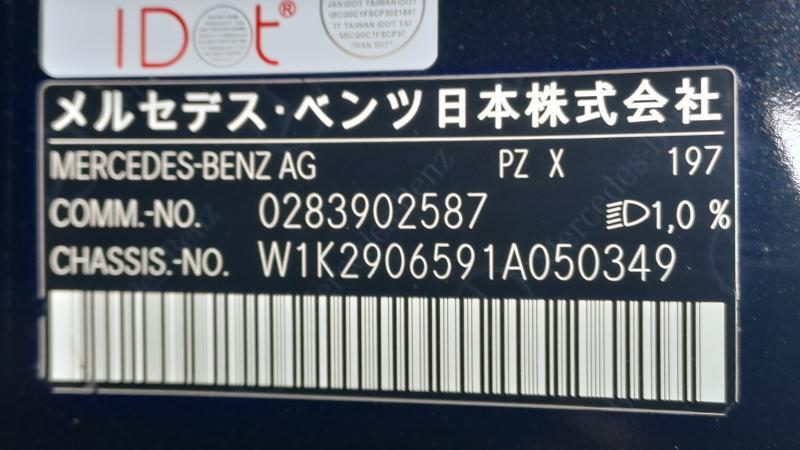 IDOt®
メルセデス・ベンツ日本株式会社
MERCEDES-BENZ AG PZ X 197
COMM.-NO. 0283902587 1,0 %
CHASSIS.-NO. W1K2906591A050349